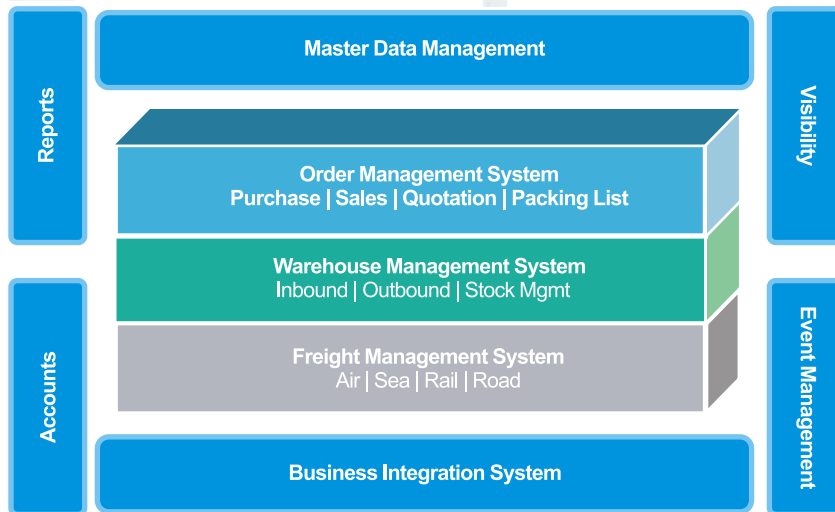 Master Data Management
Reports
Visibility
Order Management System
Purchase | Sales | Quotation | Packing List
Warehouse Management System
Inbound | Outbound | Stock Mgmt
Freight Management System
Air | Sea | Rail | Road
Accounts
Event Management
Business Integration System